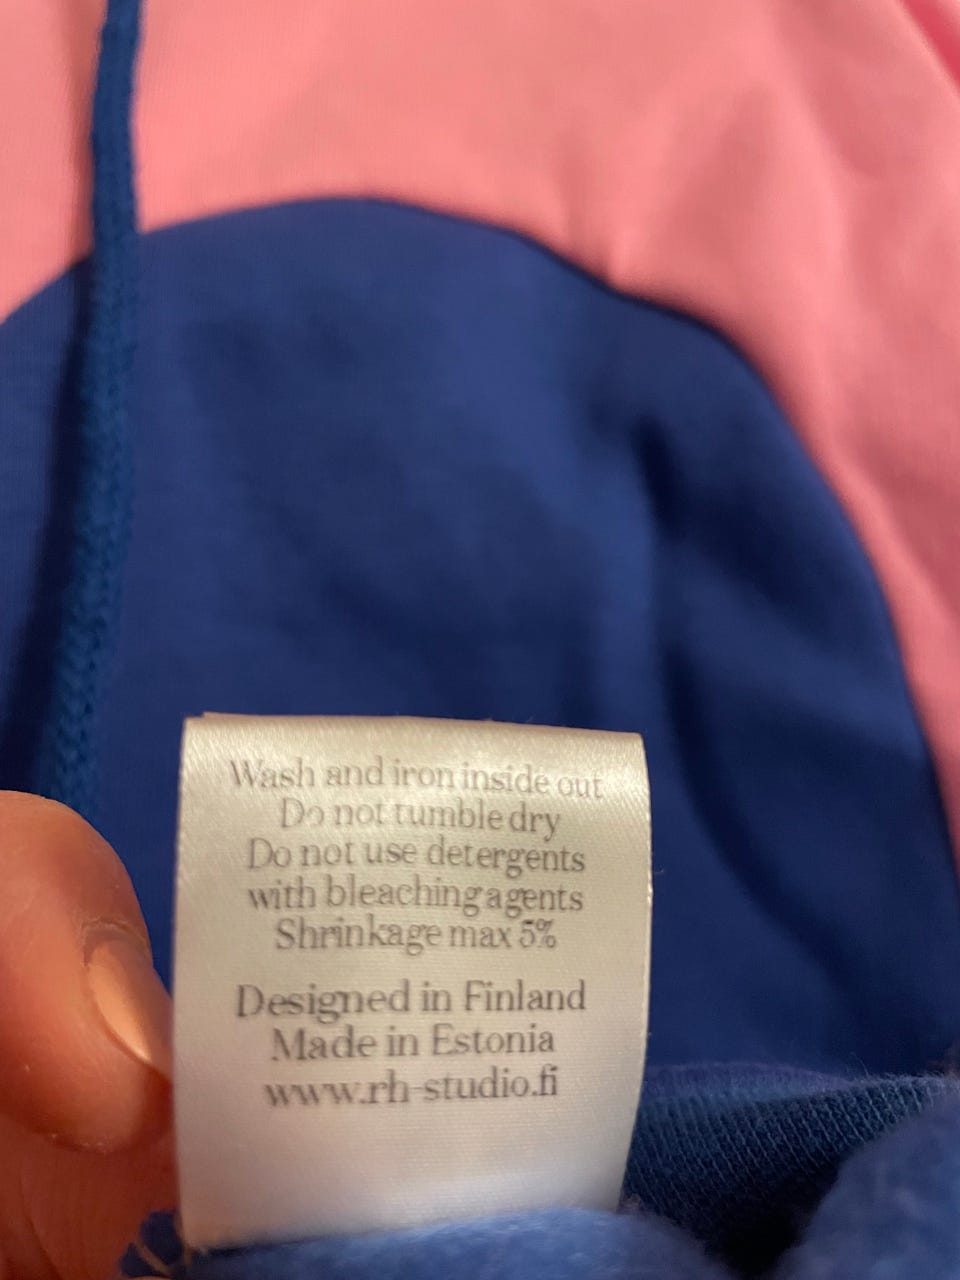 Wash and iron inside out
Do not tumble dry
Do not use detergents
with bleaching agents
Shrinkage max 5%
Designed in Finland
Made in Estonia
www.rh-studio.fi